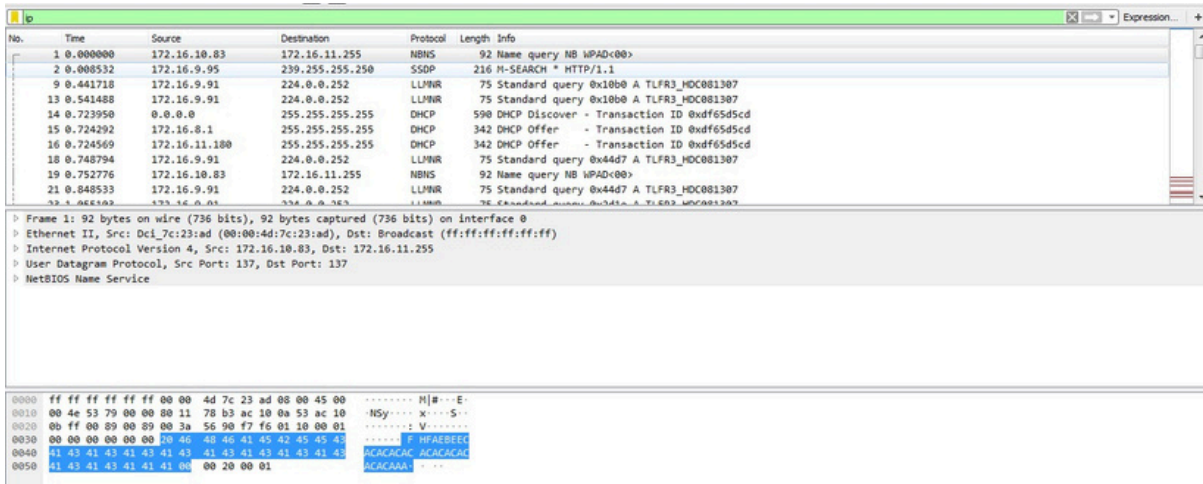 ip Expression... +
No. Time Source Destination Protocol Length Info
1 0.000000 172.16.10.83 172.16.11.255 NBNS 92 Name query NB WPAD<00>
2 0.008532 172.16.9.95 239.255.255.250 SSDP 216 M-SEARCH * HTTP/1.1
9 0.441718 172.16.9.91 224.0.0.252 LLMNR 75 Standard query 0x10b0 A TLFR3_HDC081307
13 0.541488 172.16.9.91 224.0.0.252 LLMNR 75 Standard query 0x10b0 A TLFR3_HDC081307
14 0.723950 0.0.0.0 255.255.255.255 DHCP 590 DHCP Discover - Transaction ID 0xdf65d5cd
15 0.724292 172.16.8.1 255.255.255.255 DHCP 342 DHCP Offer - Transaction ID 0xdf65d5cd
16 0.724569 172.16.11.180 255.255.255.255 DHCP 342 DHCP Offer - Transaction ID 0xdf65d5cd
18 0.748794 172.16.9.91 224.0.0.252 LLMNR 75 Standard query 0x44d7 A TLFR3_HDC081307
19 0.752776 172.16.10.83 172.16.11.255 NBNS 92 Name query NB WPAD<00>
21 0.848533 172.16.9.91 224.0.0.252 LLMNR 75 Standard query 0x44d7 A TLFR3_HDC081307
Frame 1: 92 bytes on wire (736 bits), 92 bytes captured (736 bits) on interface 0
Ethernet II, Src: Dci_7c:23:ad (00:00:4d:7c:23:ad), Dst: Broadcast (ff:ff:ff:ff:ff:ff)
Internet Protocol Version 4, Src: 172.16.10.83, Dst: 172.16.11.255
User Datagram Protocol, Src Port: 137, Dst Port: 137
NetBIOS Name Service
0000 ff ff ff ff ff ff 00 00 4d 7c 23 ad 08 00 45 00 ········ M|#···E·
0010 00 4e 53 79 00 00 80 11 78 b3 ac 10 0a 53 ac 10 ·NSy···· x····S··
0020 0b ff 00 89 00 89 00 3a 56 90 f7 f6 01 10 00 01 ·······: V·······
0030 00 00 00 00 00 00 20 46 48 46 41 45 42 45 45 43 ······ F HFAEBEEC
0040 41 43 41 43 41 43 41 43 41 43 41 43 41 43 41 43 ACACACAC ACACACAC
0050 41 43 41 43 41 41 41 00 00 20 00 01 ACACAAA· · ··